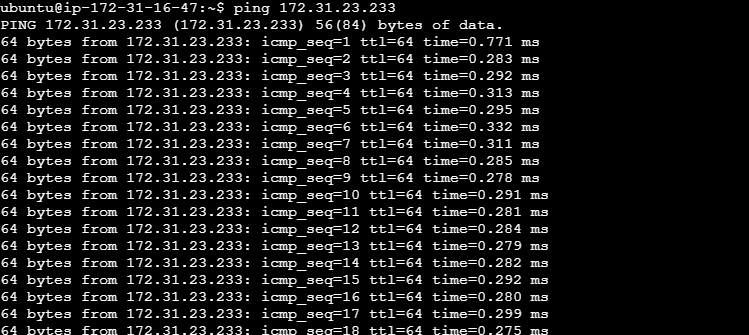 ubuntu@ip-172-31-16-47:~$ ping 172.31.23.233
PING 172.31.23.233 (172.31.23.233) 56(84) bytes of data.
64 bytes from 172.31.23.233: icmp_seq=1 ttl=64 time=0.771 ms
64 bytes from 172.31.23.233: icmp_seq=2 ttl=64 time=0.283 ms
64 bytes from 172.31.23.233: icmp_seq=3 ttl=64 time=0.292 ms
64 bytes from 172.31.23.233: icmp_seq=4 ttl=64 time=0.313 ms
64 bytes from 172.31.23.233: icmp_seq=5 ttl=64 time=0.295 ms
64 bytes from 172.31.23.233: icmp_seq=6 ttl=64 time=0.332 ms
64 bytes from 172.31.23.233: icmp_seq=7 ttl=64 time=0.311 ms
64 bytes from 172.31.23.233: icmp_seq=8 ttl=64 time=0.285 ms
64 bytes from 172.31.23.233: icmp_seq=9 ttl=64 time=0.278 ms
64 bytes from 172.31.23.233: icmp_seq=10 ttl=64 time=0.291 ms
64 bytes from 172.31.23.233: icmp_seq=11 ttl=64 time=0.281 ms
64 bytes from 172.31.23.233: icmp_seq=12 ttl=64 time=0.284 ms
64 bytes from 172.31.23.233: icmp_seq=13 ttl=64 time=0.279 ms
64 bytes from 172.31.23.233: icmp_seq=14 ttl=64 time=0.282 ms
64 bytes from 172.31.23.233: icmp_seq=15 ttl=64 time=0.292 ms
64 bytes from 172.31.23.233: icmp_seq=16 ttl=64 time=0.280 ms
64 bytes from 172.31.23.233: icmp_seq=17 ttl=64 time=0.299 ms
64 bytes from 172.31.23.233: icmp_seq=18 ttl=64 time=0.275 ms